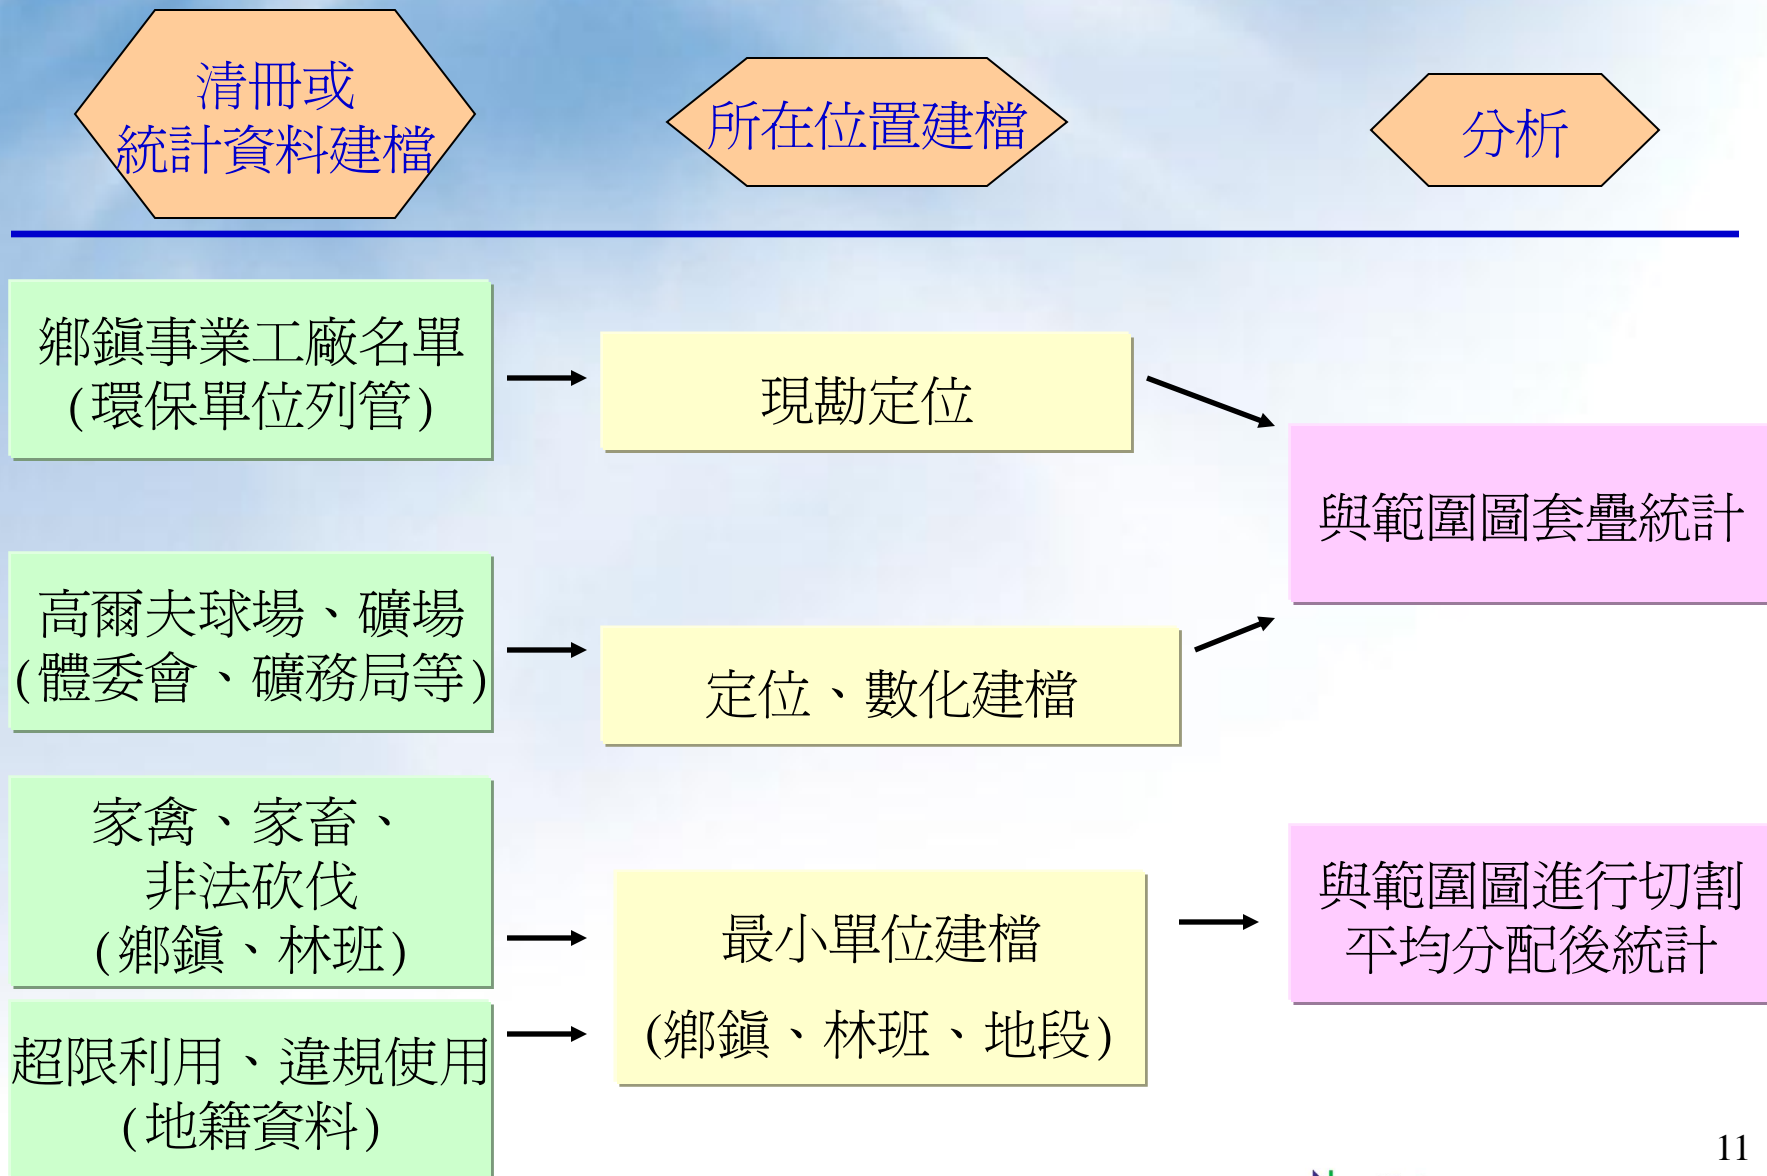 清冊或
統計資料建檔
所在位置建檔
分析
鄉鎮事業工廠名單
(環保單位列管)
現勘定位
與範圍圖套疊統計
高爾夫球場、礦場
(體委會、礦務局等)
定位、數化建檔
家禽、家畜、
非法砍伐
(鄉鎮、林班)
最小單位建檔
(鄉鎮、林班、地段)
與範圍圖進行切割
平均分配後統計
超限利用、違規使用
(地籍資料)
11